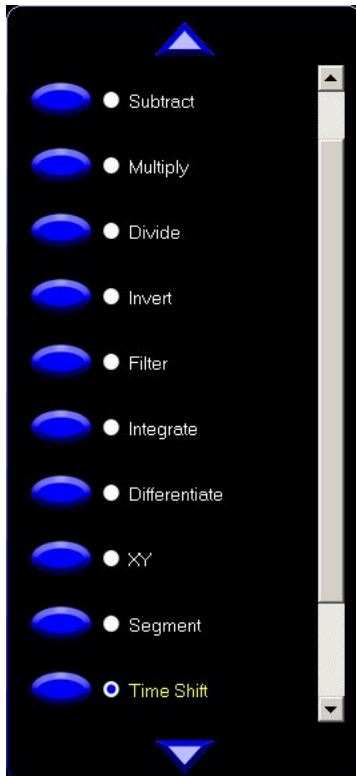 Subtract
Multiply
Divide
Invert
Filter
Integrate
Differentiate
XY
Segment
Time Shift